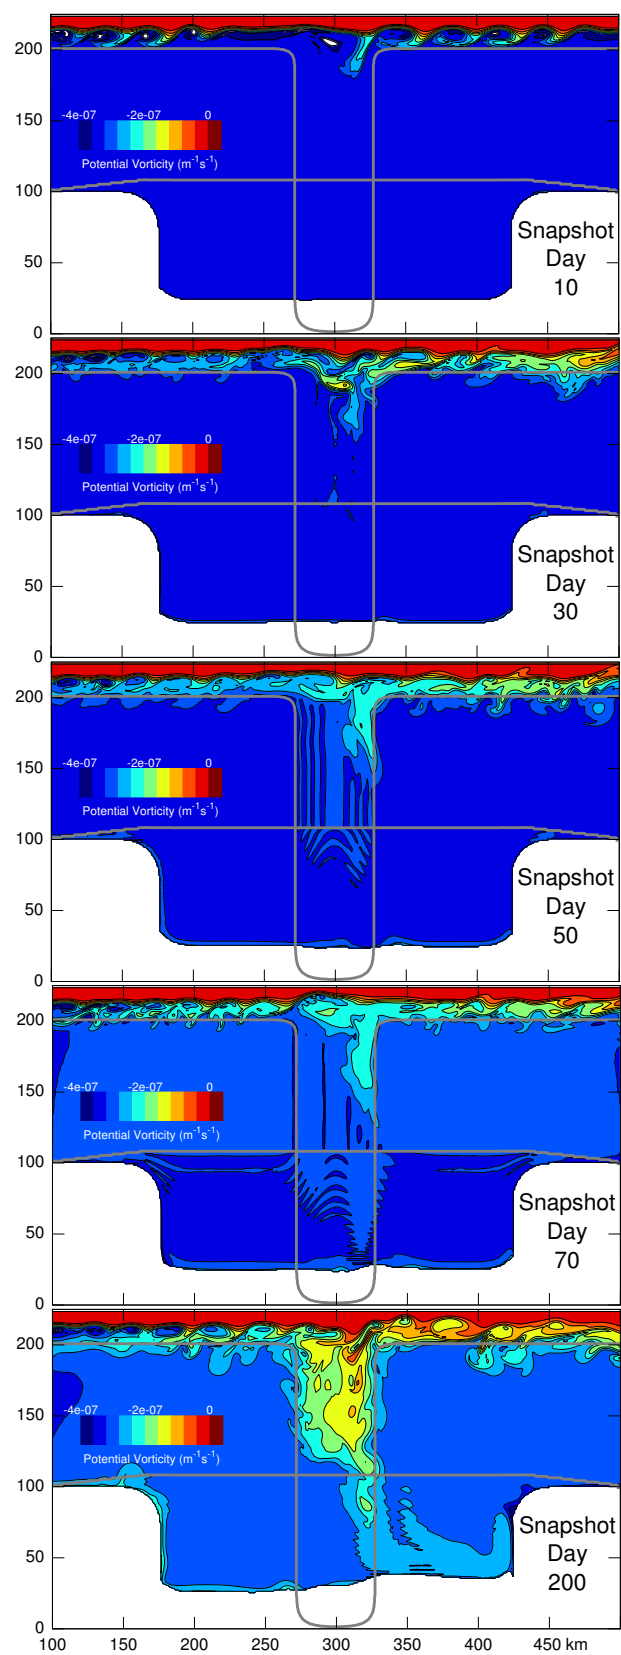 200
150
-4e-07 -2e-07 0
Potential Vorticity (m-1s-1)
100
Snapshot
Day
10
50
0
200
150
-4e-07 -2e-07 0
Potential Vorticity (m-1s-1)
100
Snapshot
Day
30
50
0
200
150
-4e-07 -2e-07 0
Potential Vorticity (m-1s-1)
100
Snapshot
Day
50
50
0
200
150
-4e-07 -2e-07 0
Potential Vorticity (m-1s-1)
100
Snapshot
Day
70
50
0
200
150
-4e-07 -2e-07 0
Potential Vorticity (m-1s-1)
100
Snapshot
Day
200
50
0
100 150 200 250 300 350 400 450 km